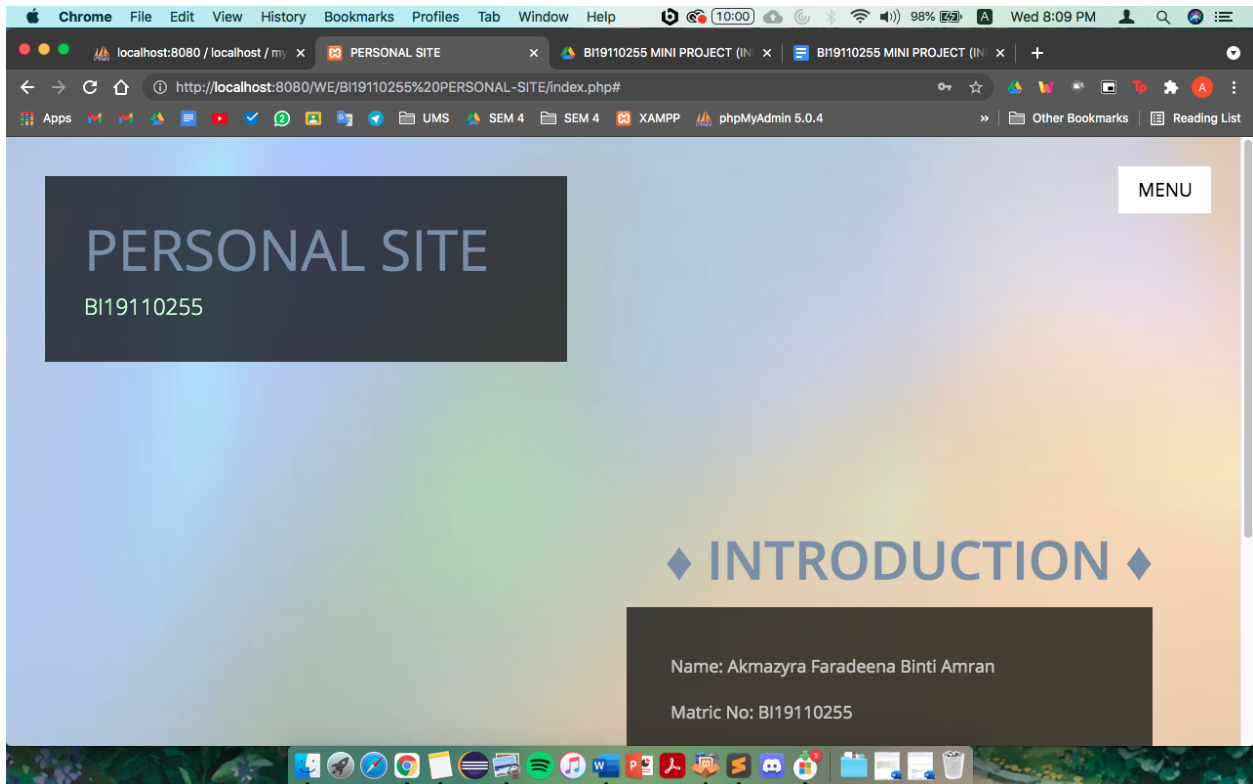 Chrome File Edit View History Bookmarks Profiles Tab Window Help 10:00 98% A Wed 8:09 PM
localhost:8080 / localhost / my PERSONAL SITE BI19110255 MINI PROJECT (IN BI19110255 MINI PROJECT (IN
http://localhost:8080/WE/BI19110255%20PERSONAL-SITE/index.php# Tp A
Apps 2 UMS SEM 4 SEM 4 XAMPP phpMyAdmin 5.0.4 » Other Bookmarks Reading List
MENU
PERSONAL SITE
BI19110255
♦ INTRODUCTION ♦
Name: Akmazyra Faradeena Binti Amran
Matric No: BI19110255